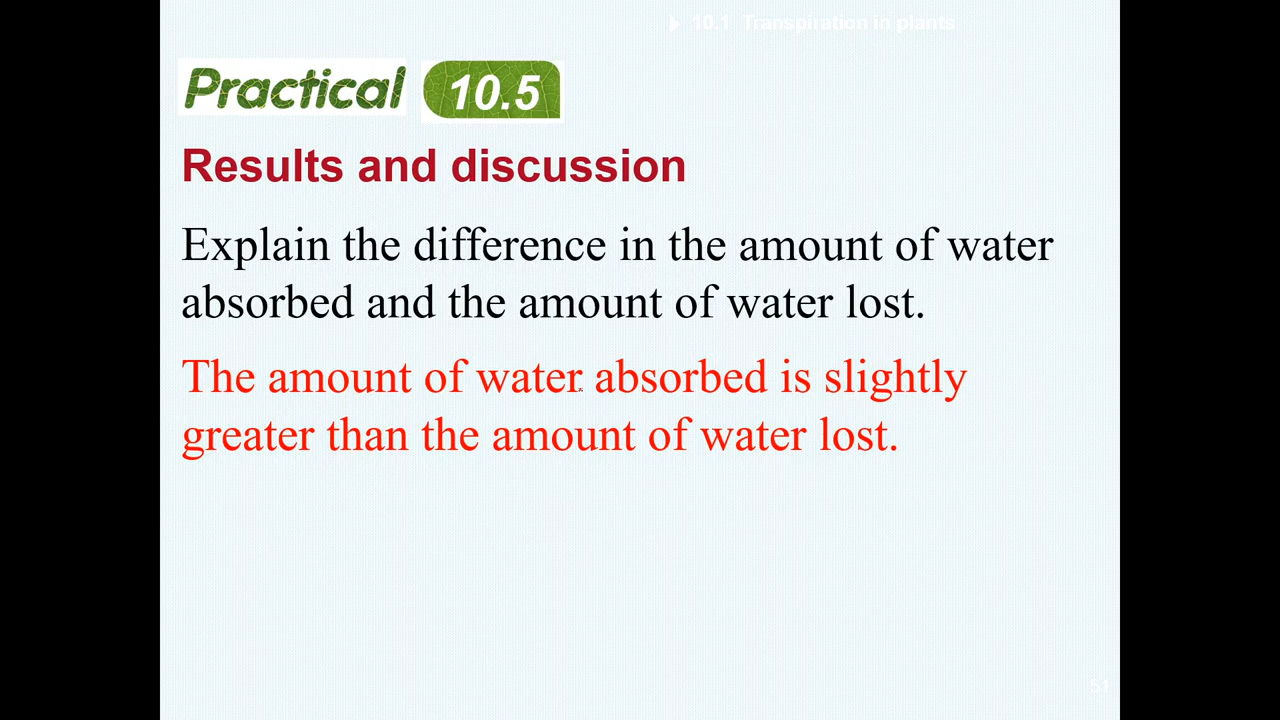 10.1 Transpiration in plants
Practical 10.5
Results and discussion
Explain the difference in the amount of water
absorbed and the amount of water lost.
The amount of water absorbed is slightly
greater than the amount of water lost.
51